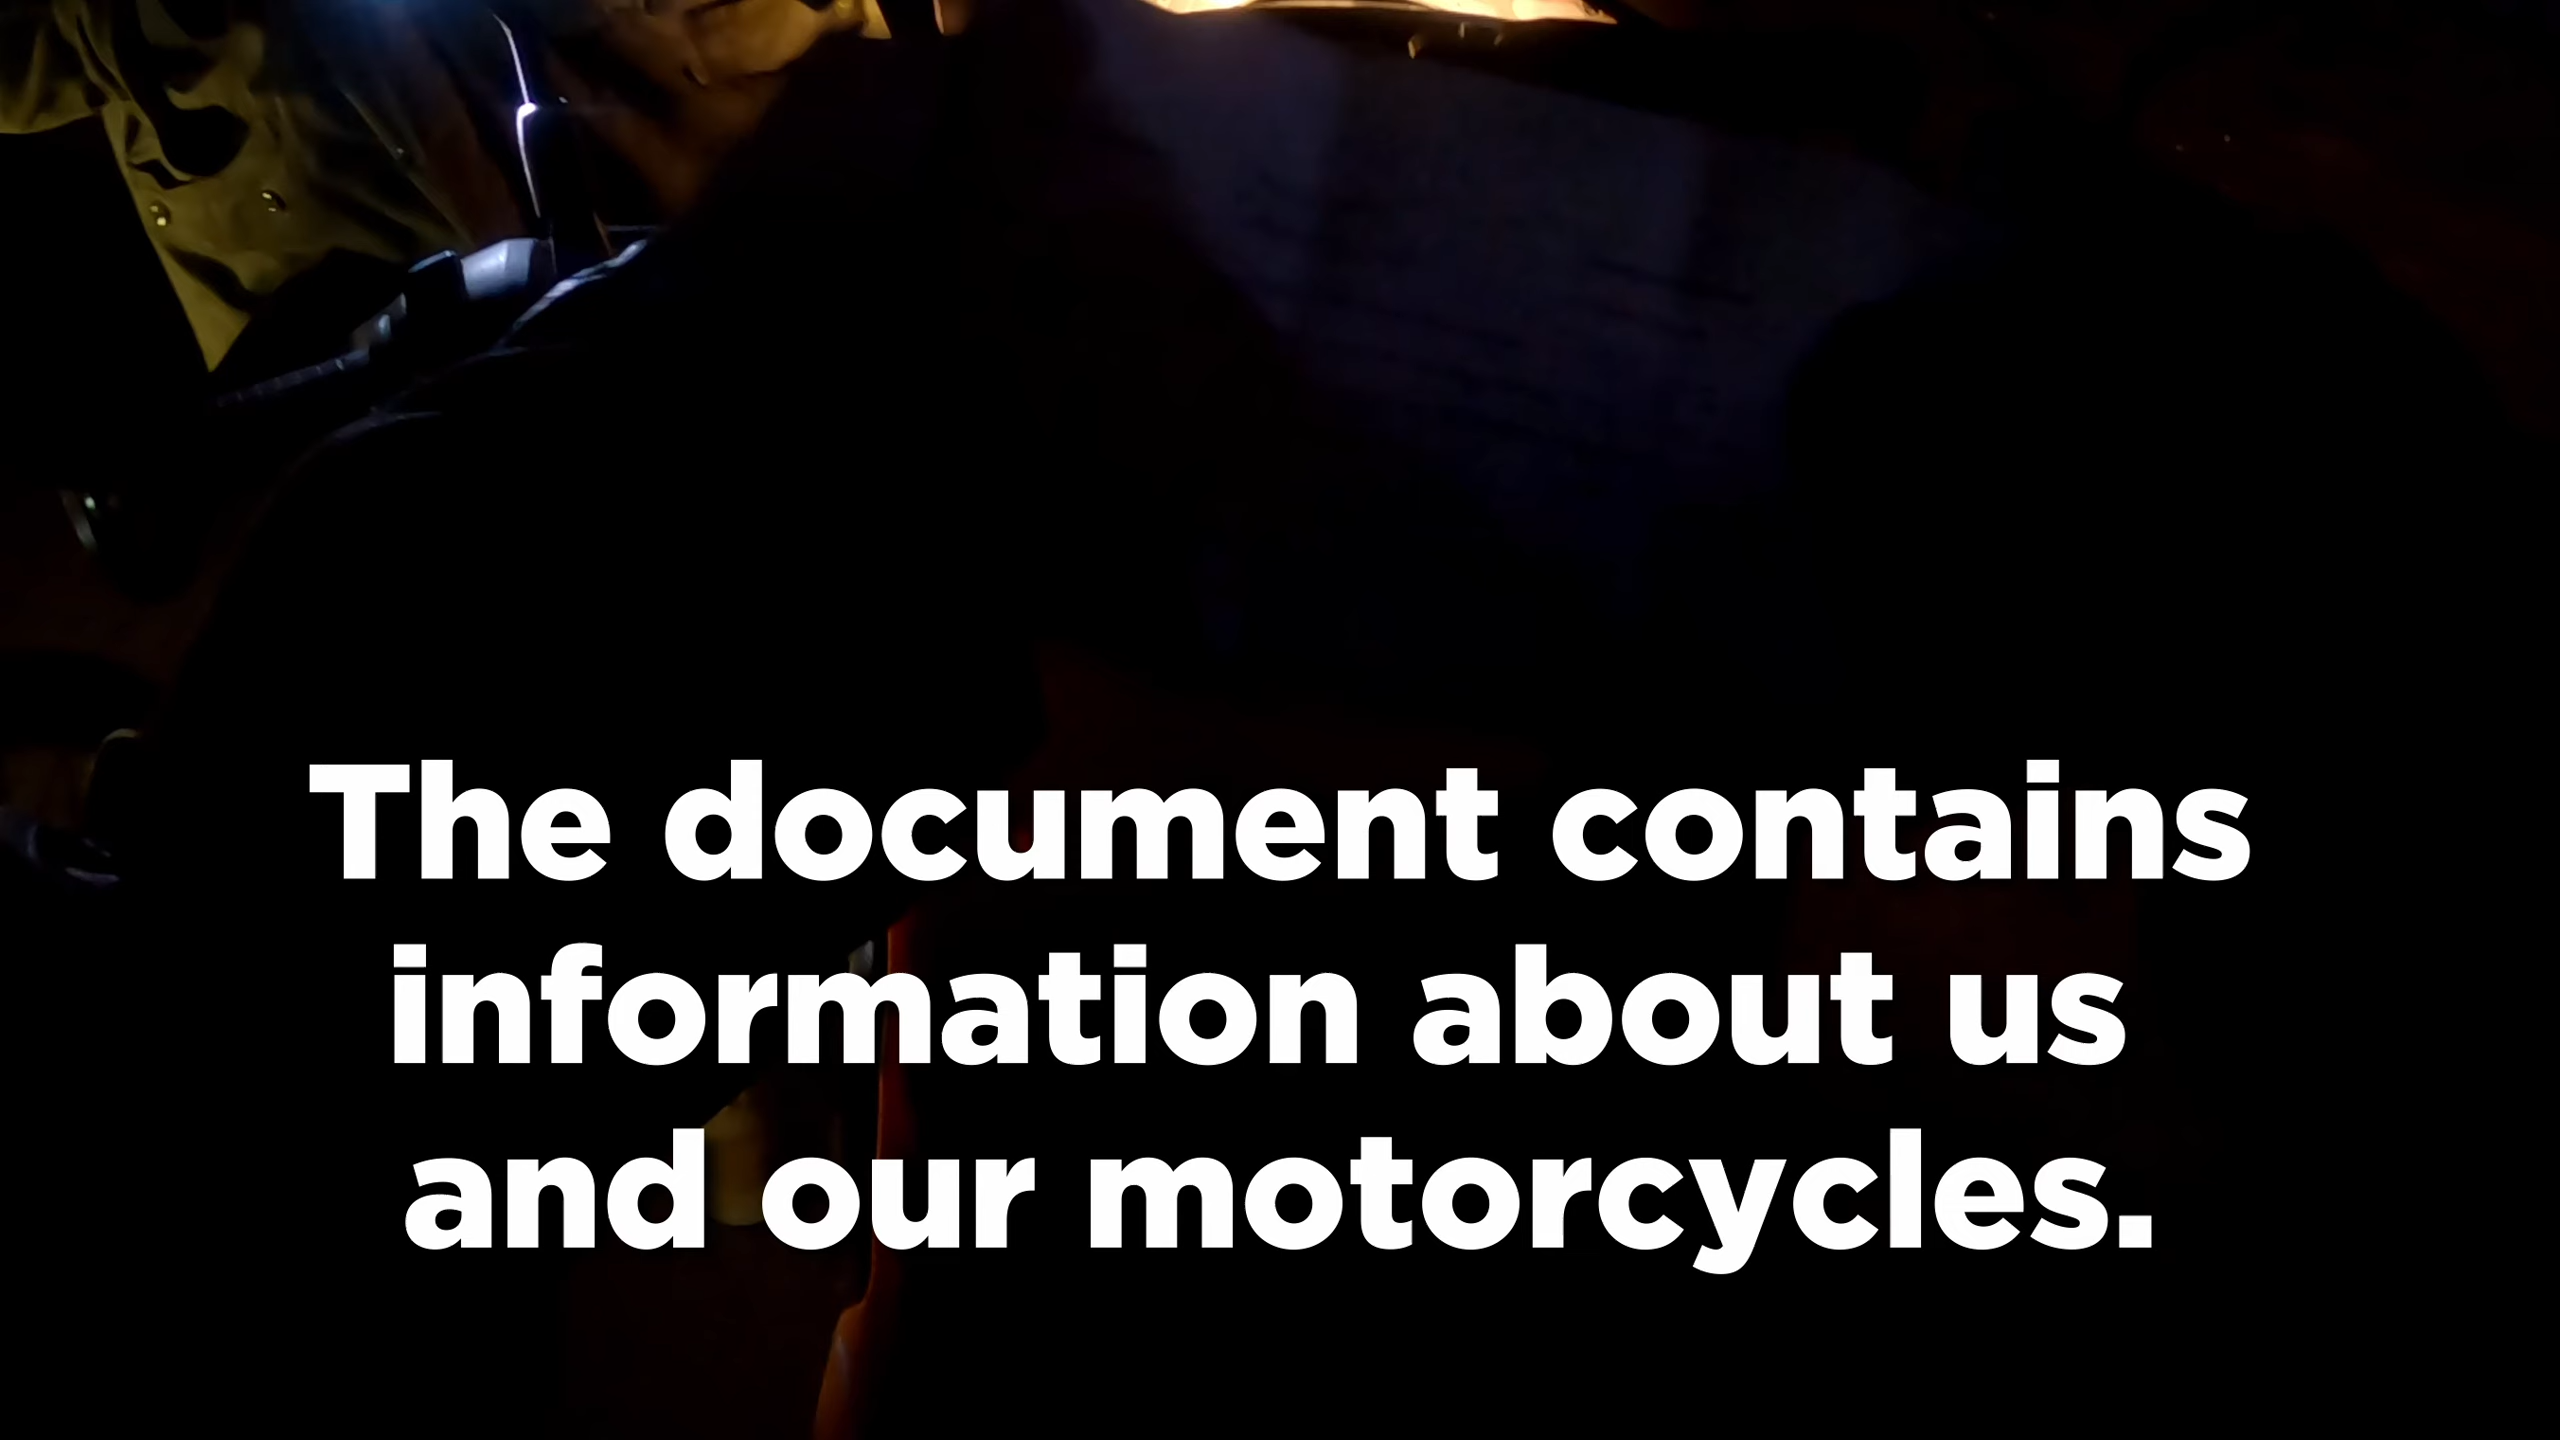 The document contains
information about us
and our motorcycles.